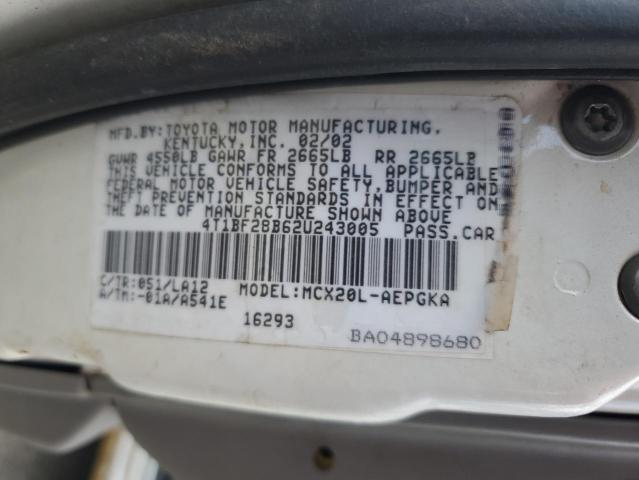 MFD.BY:TOYOTA MOTOR MANUFACTURING,
KENTUCKY,INC. 02/02
GVWR 4550LB GAWR FR 2665LB RR 2665LB
THIS VEHICLE CONFORMS TO ALL APPLICABLE
FEDERAL MOTOR VEHICLE SAFETY,BUMPER AND
THEFT PREVENTION STANDARDS IN EFFECT ON
THE DATE OF MANUFACTURE SHOWN ABOVE
4T1BF28B62U243005 PASS.CAR
C/TR:051/LA12 MODEL:MCX20L-AEPGKA
A/TM:-01A/A541E
16293
BA04898680